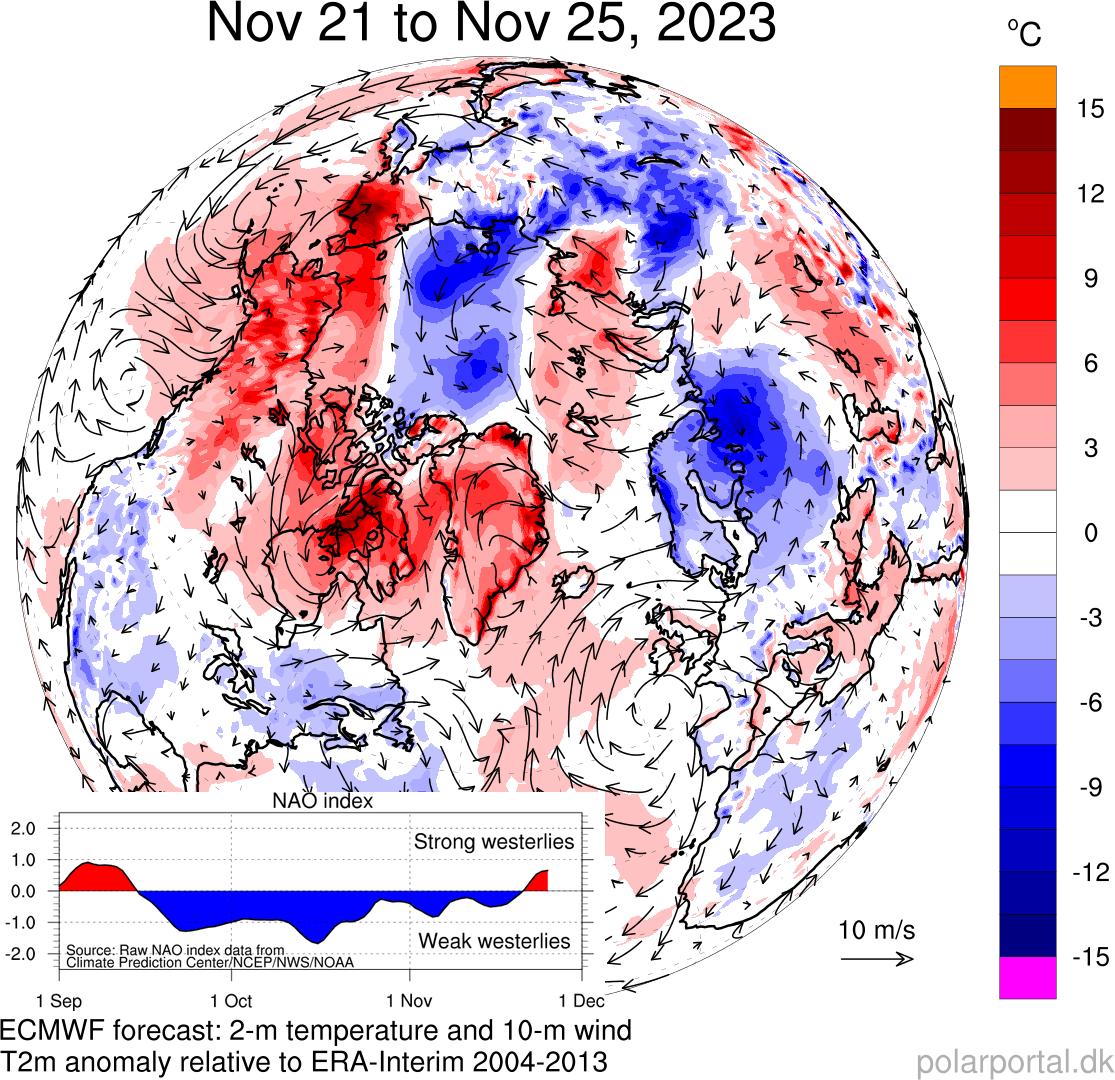 Nov 21 to Nov 25, 2023
°C
15
12
9
6
3
0
-3
-6
-9
-12
-15
10 m/s
NAO index
2.0
1.0
0.0
-1.0
-2.0
Strong westerlies
Weak westerlies
Source: Raw NAO index data from
Climate Prediction Center/NCEP/NWS/NOAA
1 Sep 1 Oct 1 Nov 1 Dec
ECMWF forecast: 2-m temperature and 10-m wind
T2m anomaly relative to ERA-Interim 2004-2013
polarportal.dk